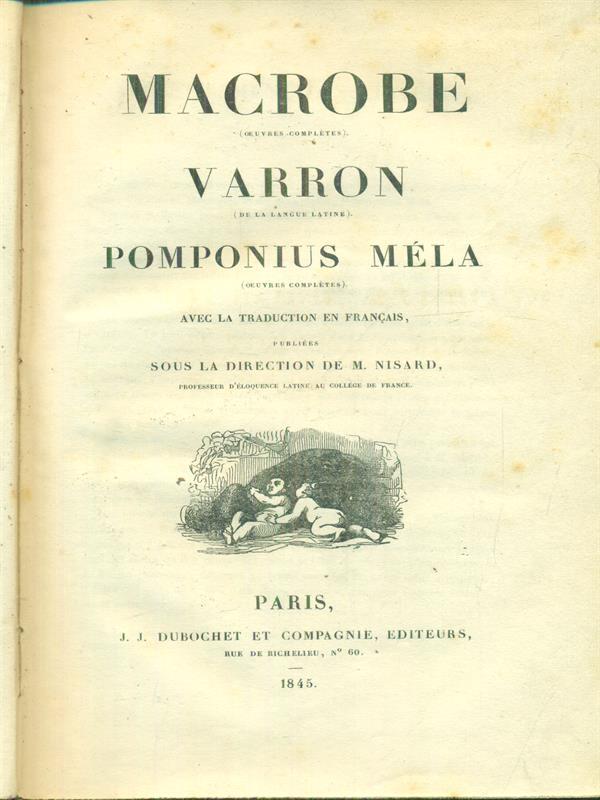 MACROBE
(ŒUVRES COMPLÈTES).
VARRON
(DE LA LANGUE LATINE).
POMPONIUS MÉLA
(ŒUVRES COMPLÈTES).
AVEC LA TRADUCTION EN FRANÇAIS,
PUBLIÉES
SOUS LA DIRECTION DE M. NISARD,
PROFESSEUR D'ÉLOQUENCE LATINE AU COLLÉGE DE FRANCE.
PARIS,
J. J. DUBOCHET ET COMPAGNIE, EDITEURS,
RUE DE RICHELIEU, Nº 60.
1845.